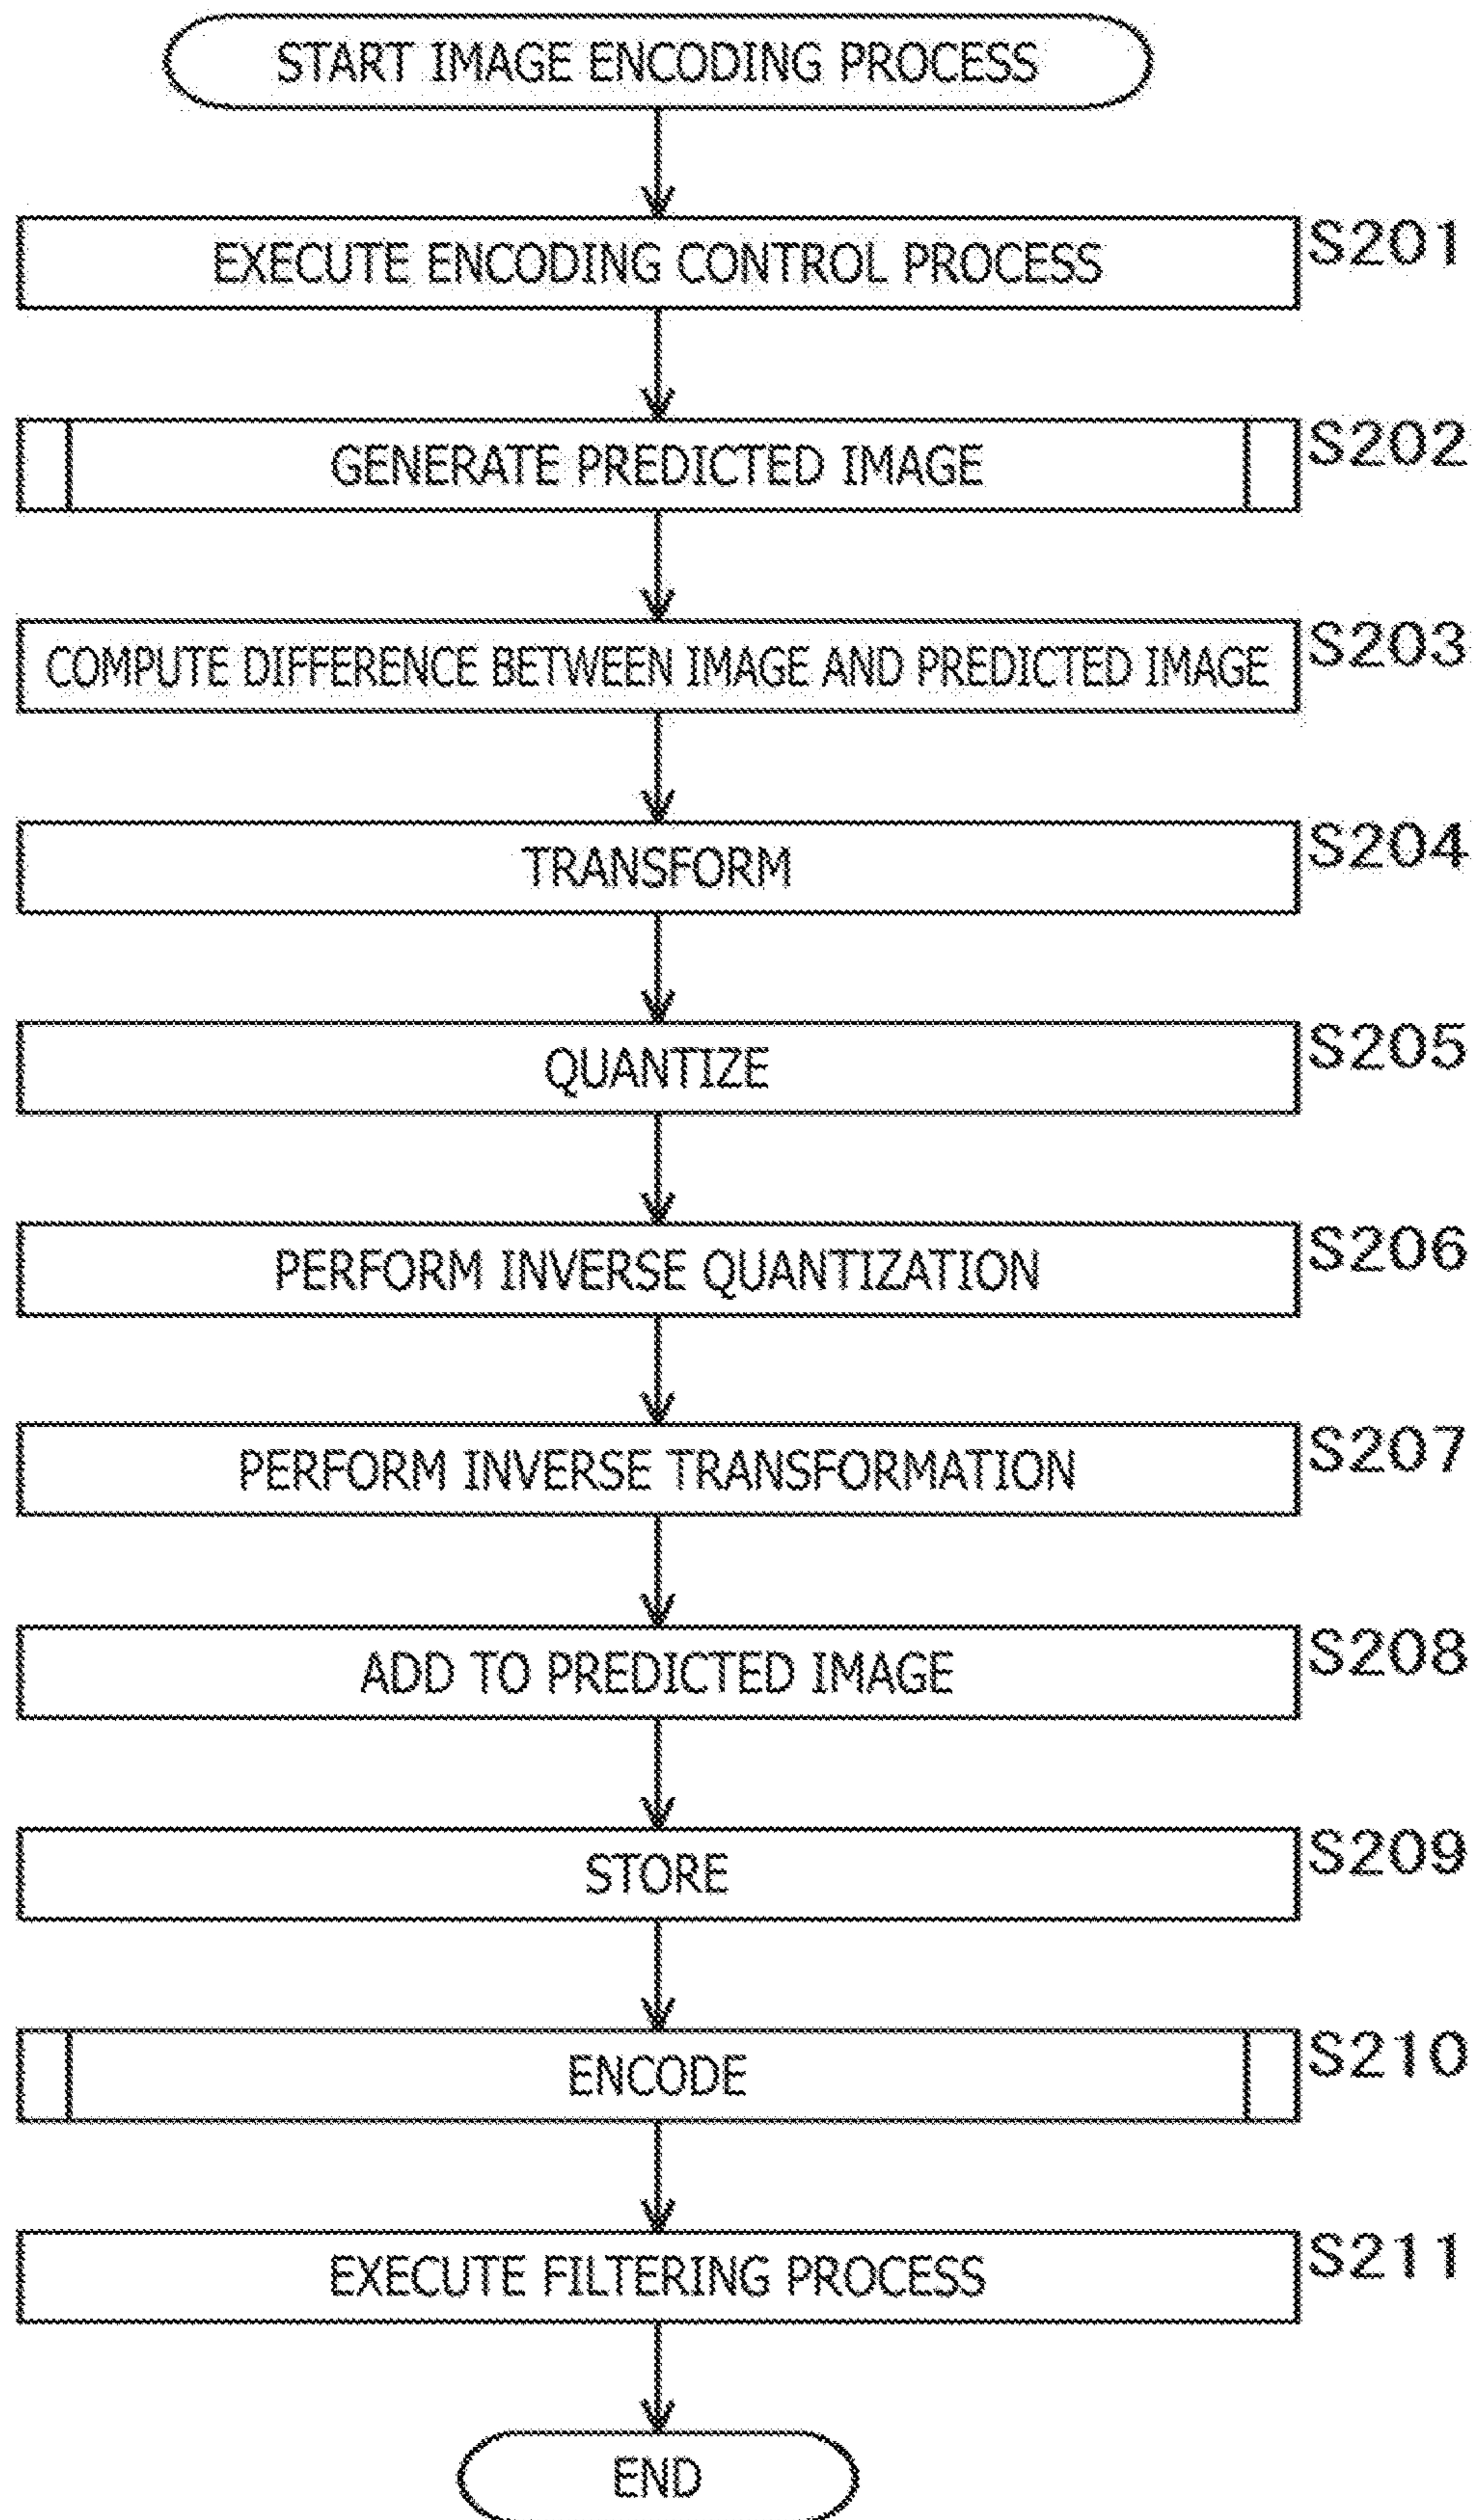 START IMAGE ENCODING PROCESS
EXECUTE ENCODING CONTROL PROCESS S201
GENERATE PREDICTED IMAGE S202
COMPUTE DIFFERENCE BETWEEN IMAGE AND PREDICTED IMAGE S203
TRANSFORM S204
QUANTIZE S205
PERFORM INVERSE QUANTIZATION S206
PERFORM INVERSE TRANSFORMATION S207
ADD TO PREDICTED IMAGE S208
STORE S209
ENCODE S210
EXECUTE FILTERING PROCESS S211
END